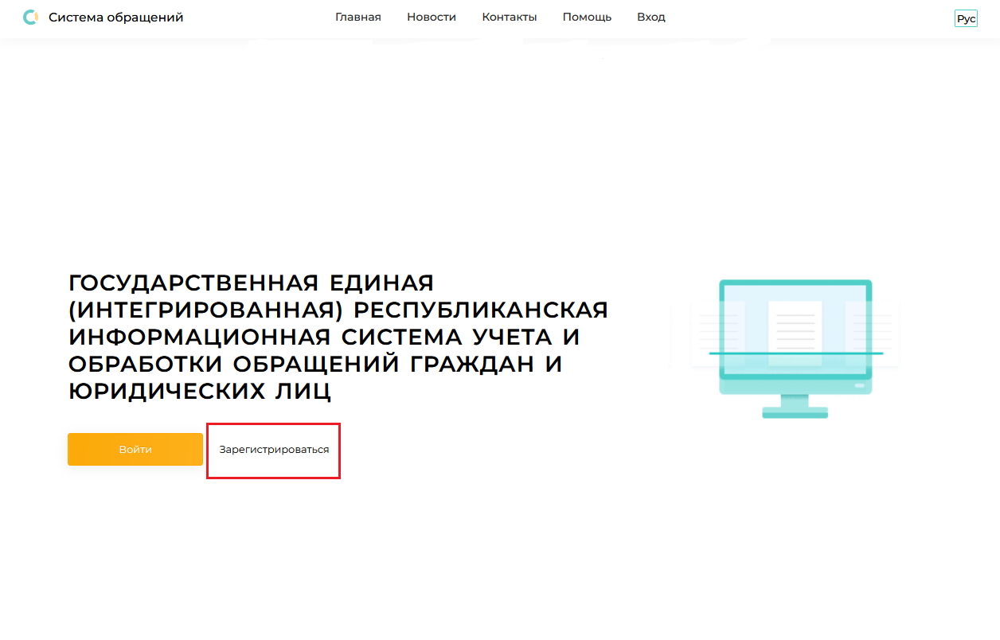 Система обращений
Главная Новости Контакты Помощь Вход
Рус
ГОСУДАРСТВЕННАЯ ЕДИНАЯ
(ИНТЕГРИРОВАННАЯ) РЕСПУБЛИКАНСКАЯ
ИНФОРМАЦИОННАЯ СИСТЕМА УЧЕТА И
ОБРАБОТКИ ОБРАЩЕНИЙ ГРАЖДАН И
ЮРИДИЧЕСКИХ ЛИЦ
Войти Зарегистрироваться